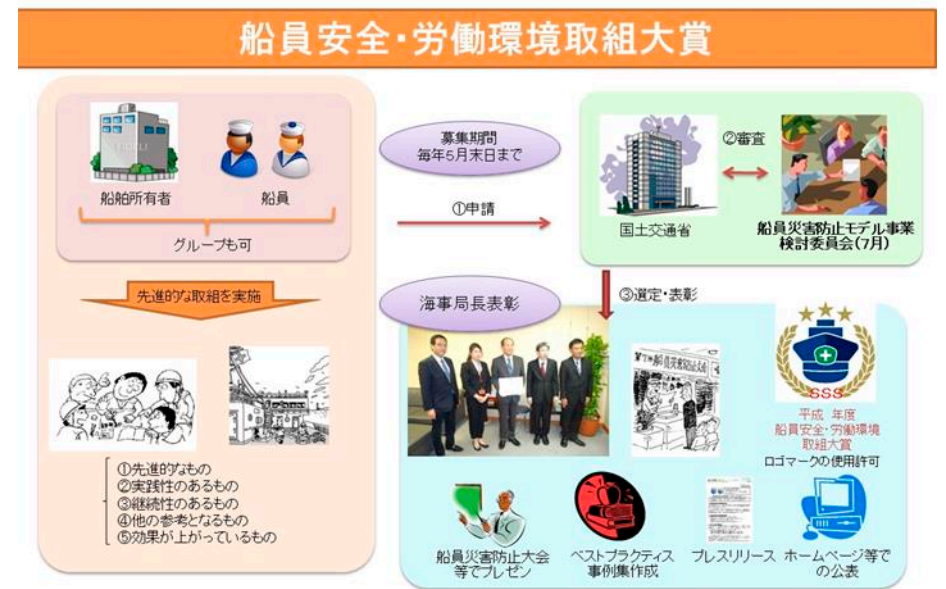 船員安全・労働環境取組大賞
船舶所有者
船員
グループも可
先進的な取組を実施
①先進的なもの
②実践性のあるもの
③継続性のあるもの
④他の参考となるもの
⑤効果が上がっているもの
募集期間
毎年5月末日まで
①申請
国土交通省
②審査
船員災害防止モデル事業
検討委員会(7月)
海事局長表彰
③選定・表彰
SSS
平成 年度
船員安全・労働環境
取組大賞
ロゴマークの使用許可
船員災害防止大会
等でプレゼン
ベストプラクティス
事例集作成
プレスリリース
ホームページ等で
の公表